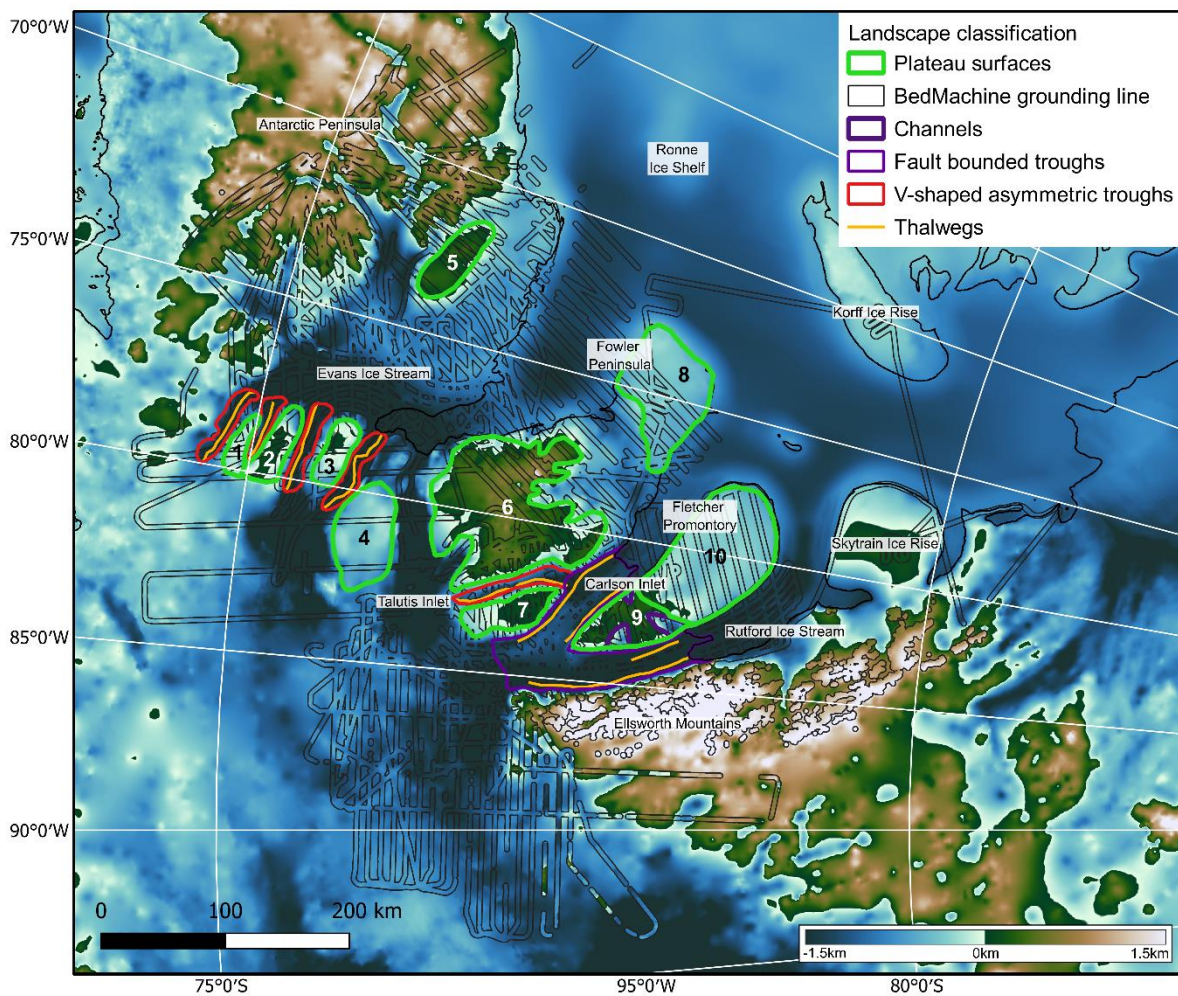 70°0'W
75°0'W
80°0'W
85°0'W
90°0'W
Landscape classification
Plateau surfaces
BedMachine grounding line
Channels
Fault bounded troughs
V-shaped asymmetric troughs
Thalwegs
Antarctic Peninsula
Ronne
Ice Shelf
5
Korff Ice Rise
Fowler
Peninsula
8
Evans Ice Stream
1
2
3
4
6
Fletcher
Promontory
10
Skytrain Ice Rise
Carlson Inlet
Talutis Inlet
7
9
Rutford Ice Stream
Ellsworth Mountains
0
100
200 km
-1.5km
0km
1.5km
75°0'S
95°0'W
80°0'S